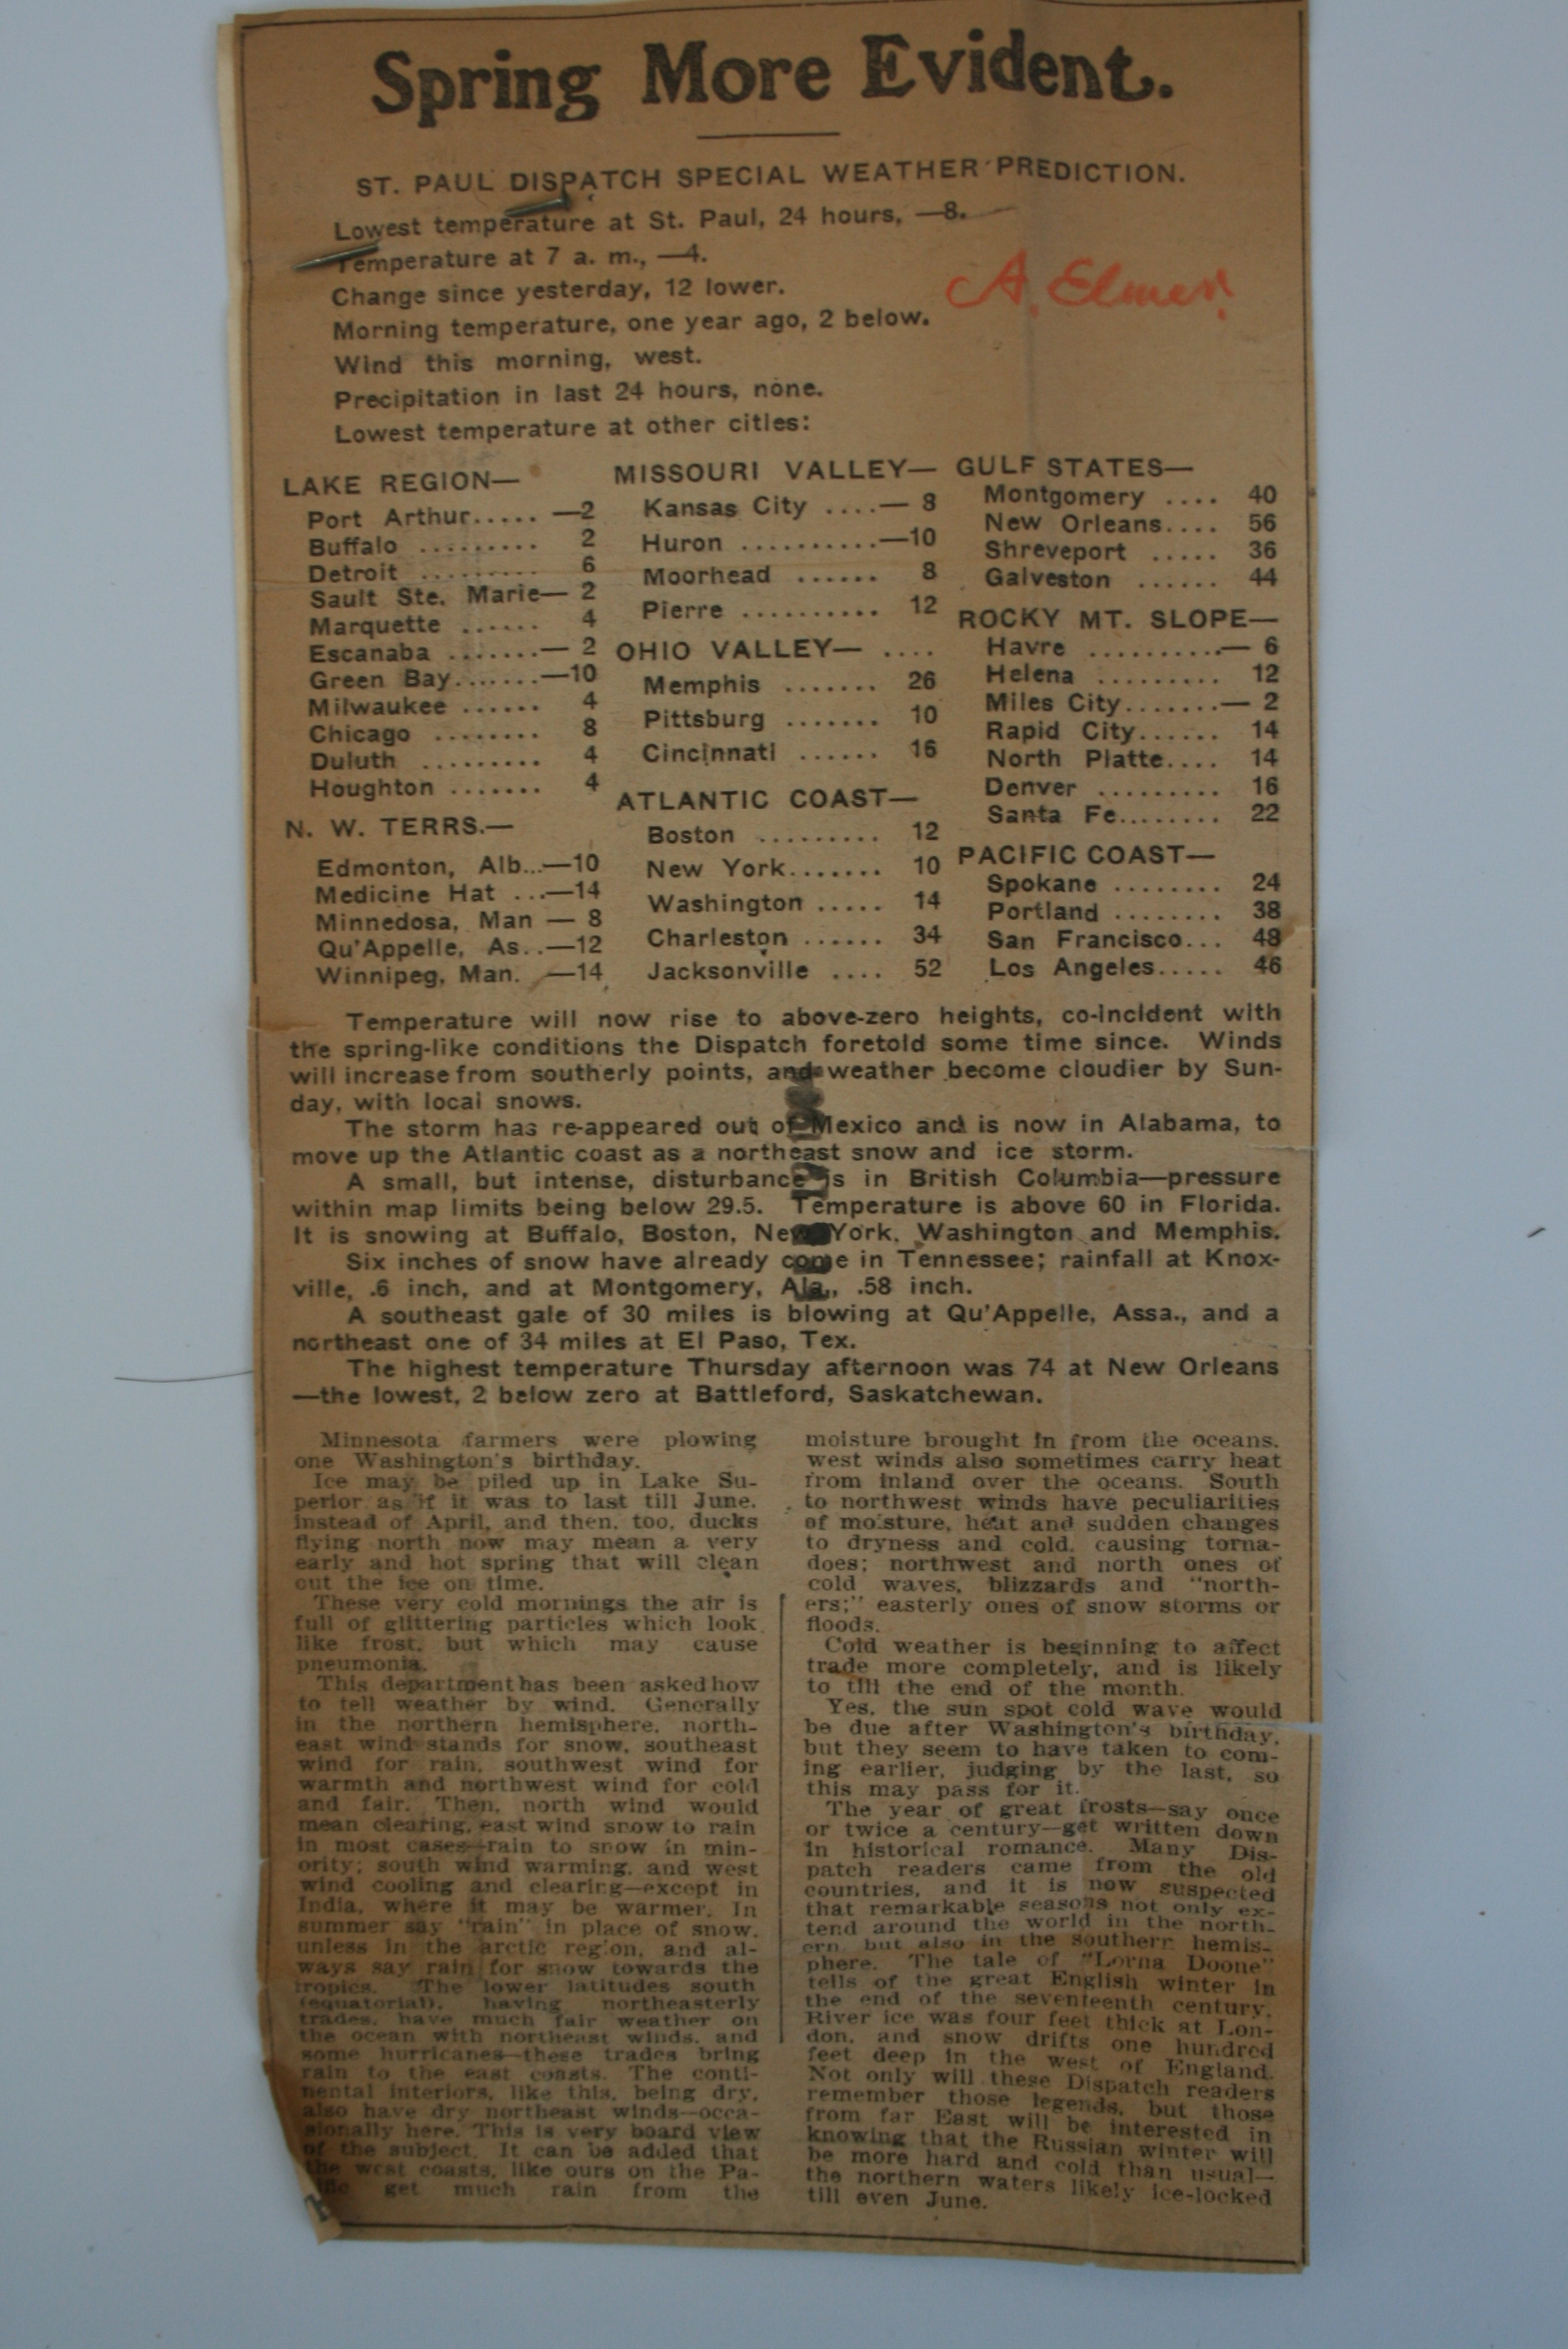 Spring More Evident.
ST. PAUL DISPATCH SPECIAL WEATHER PREDICTION.
Lowest temperature at St. Paul, 24 hours, —8.
Temperature at 7 a. m., —4.
A. Elmer.
Change since yesterday, 12 lower.
Morning temperature, one year ago, 2 below.
Wind this morning, west.
Precipitation in last 24 hours, none.
Lowest temperature at other cities:
LAKE REGION—
Port Arthur..... —2
Buffalo ......... 2
Detroit ......... 6
Sault Ste. Marie— 2
Marquette ...... 4
Escanaba .......— 2
Green Bay.......—10
Milwaukee ...... 4
Chicago ........ 8
Duluth ......... 4
Houghton ....... 4
N. W. TERRS.—
Edmonton, Alb...—10
Medicine Hat ...—14
Minnedosa, Man — 8
Qu'Appelle, As..—12
Winnipeg, Man. —14
MISSOURI VALLEY—
Kansas City ....— 8
Huron ..........—10
Moorhead ...... 8
Pierre .......... 12
OHIO VALLEY— ....
Memphis ....... 26
Pittsburg ....... 10
Cincinnati ...... 16
ATLANTIC COAST—
Boston ......... 12
New York....... 10
Washington ..... 14
Charleston ...... 34
Jacksonville .... 52
GULF STATES—
Montgomery .... 40
New Orleans.... 56
Shreveport ..... 36
Galveston ...... 44
ROCKY MT. SLOPE—
Havre ..........— 6
Helena ......... 12
Miles City.......— 2
Rapid City...... 14
North Platte.... 14
Denver ......... 16
Santa Fe........ 22
PACIFIC COAST—
Spokane ........ 24
Portland ........ 38
San Francisco... 48
Los Angeles..... 46
Temperature will now rise to above-zero heights, co-incident with
the spring-like conditions the Dispatch foretold some time since. Winds
will increase from southerly points, and weather become cloudier by Sun-
day, with local snows.
The storm has re-appeared out of Mexico and is now in Alabama, to
move up the Atlantic coast as a northeast snow and ice storm.
A small, but intense, disturbance is in British Columbia—pressure
within map limits being below 29.5. Temperature is above 60 in Florida.
It is snowing at Buffalo, Boston, New York, Washington and Memphis.
Six inches of snow have already come in Tennessee; rainfall at Knox-
ville, .6 inch, and at Montgomery, Ala., .58 inch.
A southeast gale of 30 miles is blowing at Qu'Appelle, Assa., and a
northeast one of 34 miles at El Paso, Tex.
The highest temperature Thursday afternoon was 74 at New Orleans
—the lowest, 2 below zero at Battleford, Saskatchewan.
Minnesota farmers were plowing
one Washington's birthday.
Ice may be piled up in Lake Su-
perior as if it was to last till June,
instead of April, and then, too, ducks
flying north now may mean a very
early and hot spring that will clean
out the ice on time.
These very cold mornings the air is
full of glittering particles which look
like frost, but which may cause
pneumonia.
This department has been asked how
to tell weather by wind. Generally
in the northern hemisphere, north-
east wind stands for snow, southeast
wind for rain, southwest wind for
warmth and northwest wind for cold
and fair. Then, north wind would
mean clearing, east wind snow to rain
in most cases—rain to snow in min-
ority; south wind warming, and west
wind cooling and clearing—except in
India, where it may be warmer. In
summer say "rain" in place of snow,
unless in the arctic region, and al-
ways say rain for snow towards the
tropics. The lower latitudes south
(equatorial), having northeasterly
trades, have much fair weather on
the ocean with northeast winds, and
some hurricanes—these trades bring
rain to the east coasts. The conti-
nental interiors, like this, being dry,
also have dry northeast winds—occa-
sionally here. This is very board view
of the subject. It can be added that
the west coasts, like ours on the Pa-
cific get much rain from the
moisture brought in from the oceans.
west winds also sometimes carry heat
from inland over the oceans. South
to northwest winds have peculiarities
of moisture, heat and sudden changes
to dryness and cold, causing torna-
does; northwest and north ones of
cold waves, blizzards and "north-
ers;" easterly ones of snow storms or
floods.
Cold weather is beginning to affect
trade more completely, and is likely
to till the end of the month.
Yes, the sun spot cold wave would
be due after Washington's birthday,
but they seem to have taken to com-
ing earlier, judging by the last, so
this may pass for it.
The year of great frosts—say once
or twice a century—get written down
in historical romance. Many Dis-
patch readers came from the old
countries, and it is now suspected
that remarkable seasons not only ex-
tend around the world in the north-
ern but also in the southern hemis-
phere. The tale of "Lorna Doone"
tells of the great English winter in
the end of the seventeenth century.
River ice was four feet thick at Lon-
don, and snow drifts one hundred
feet deep in the west of England.
Not only will these Dispatch readers
remember those legends, but those
from far East will be interested in
knowing that the Russian winter will
be more hard and cold than usual—
the northern waters likely ice-locked
till even June.